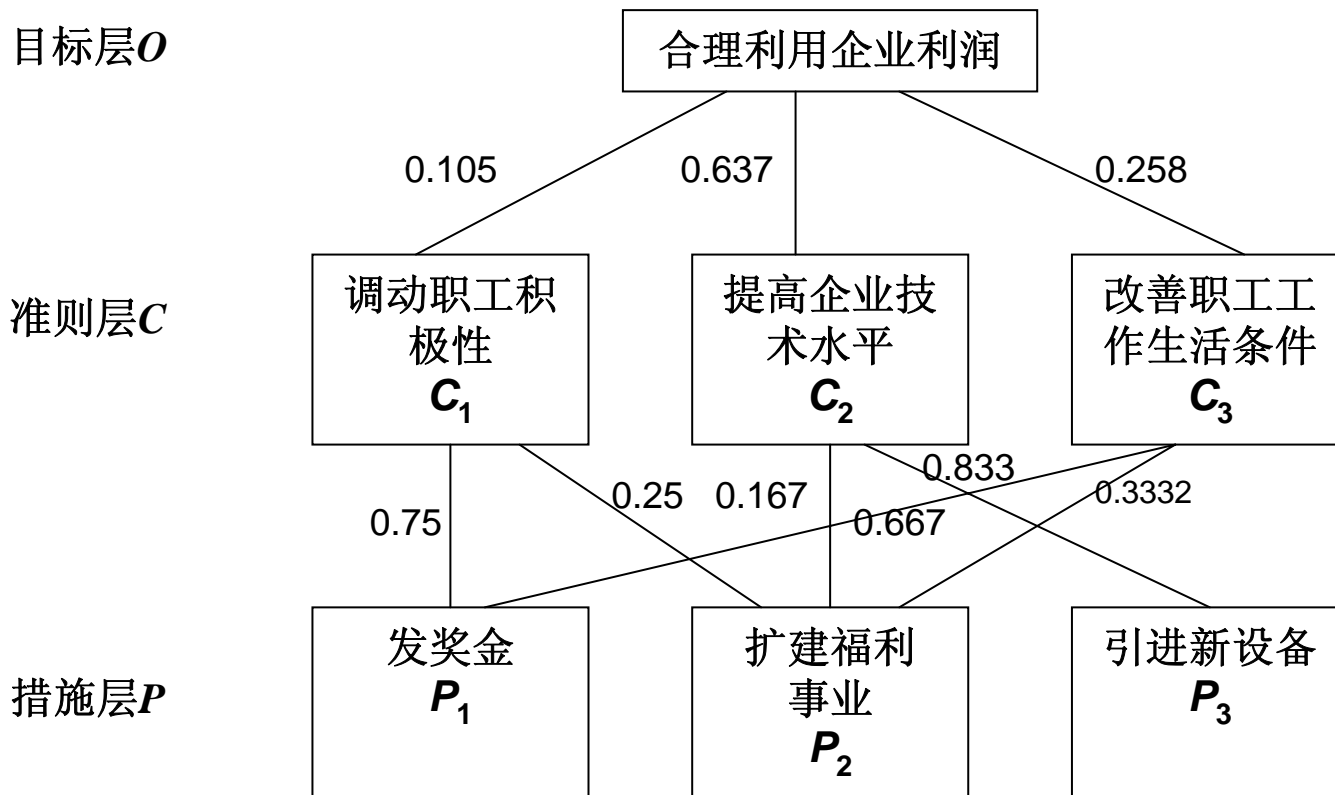 目标层O
合理利用企业利润
0.105
0.637
0.258
准则层C
调动职工积
极性
C1
提高企业技
术水平
C2
改善职工工
作生活条件
C3
0.75
0.25
0.167
0.833
0.667
0.3332
措施层P
发奖金
P1
扩建福利
事业
P2
引进新设备
P3